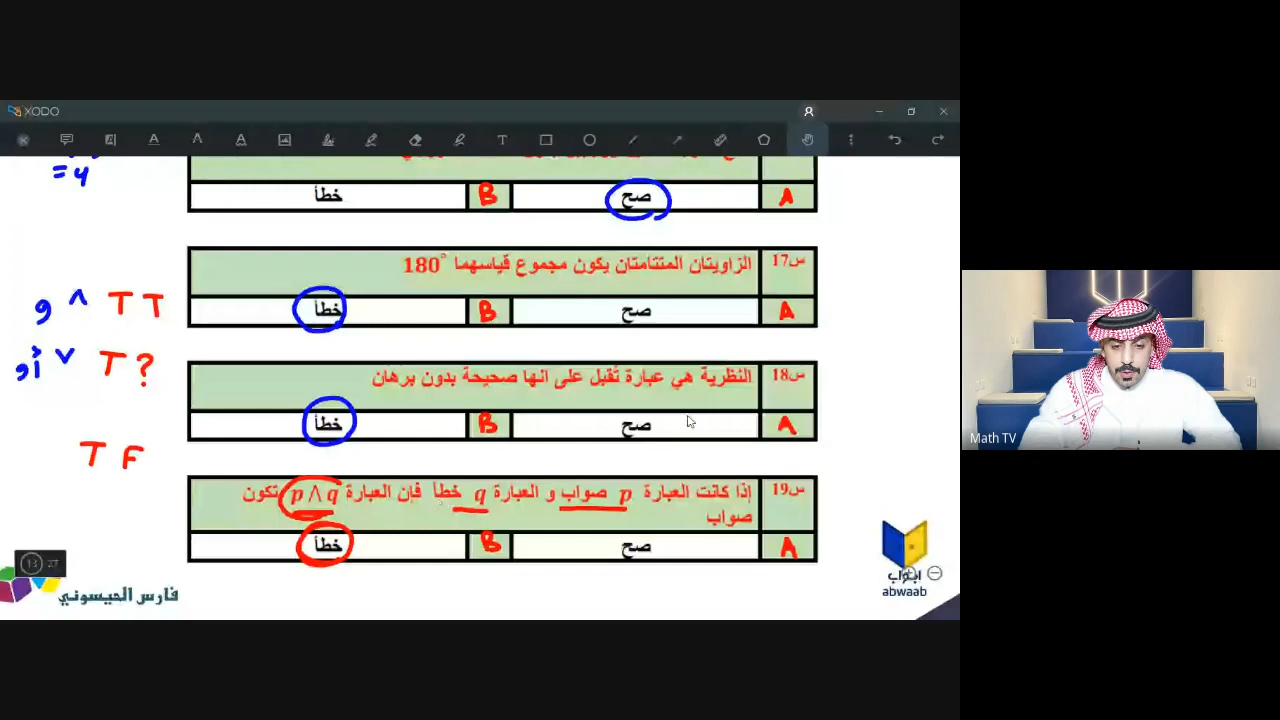 XODO
= 4
A صح B خطأ
س17 الزاويتان المتتامتان يكون مجموع قياسهما 180°
A صح B خطأ
و ∧ T T
أو ∨ T ?
س18 النظرية هي عبارة تُقبل على انها صحيحة بدون برهان
A صح B خطأ
T F
س19 إذا كانت العبارة p صواب و العبارة q خطأ فإن العبارة p ∧ q تكون
صواب
A صح B خطأ
فارس الحيسوني
أبواب
abwaab
Math TV